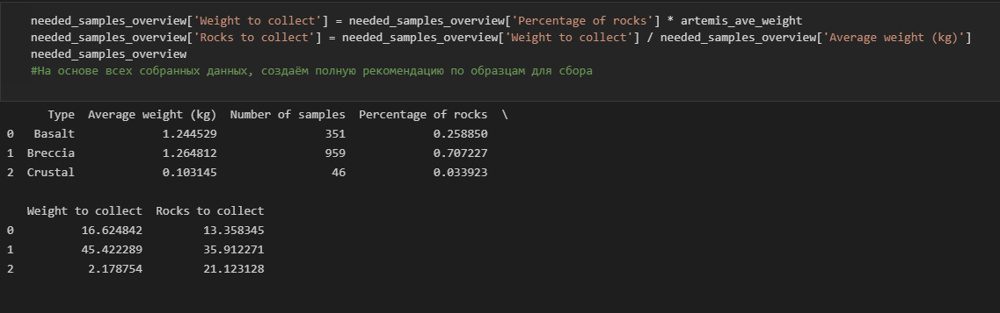 needed_samples_overview['Weight to collect'] = needed_samples_overview['Percentage of rocks'] * artemis_ave_weight
needed_samples_overview['Rocks to collect'] = needed_samples_overview['Weight to collect'] / needed_samples_overview['Average weight (kg)']
needed_samples_overview
#На основе всех собранных данных, создаём полную рекомендацию по образцам для сбора
Type Average weight (kg) Number of samples Percentage of rocks \
0 Basalt 1.244529 351 0.258850
1 Breccia 1.264812 959 0.707227
2 Crustal 0.103145 46 0.033923
Weight to collect Rocks to collect
0 16.624842 13.358345
1 45.422289 35.912271
2 2.178754 21.123128